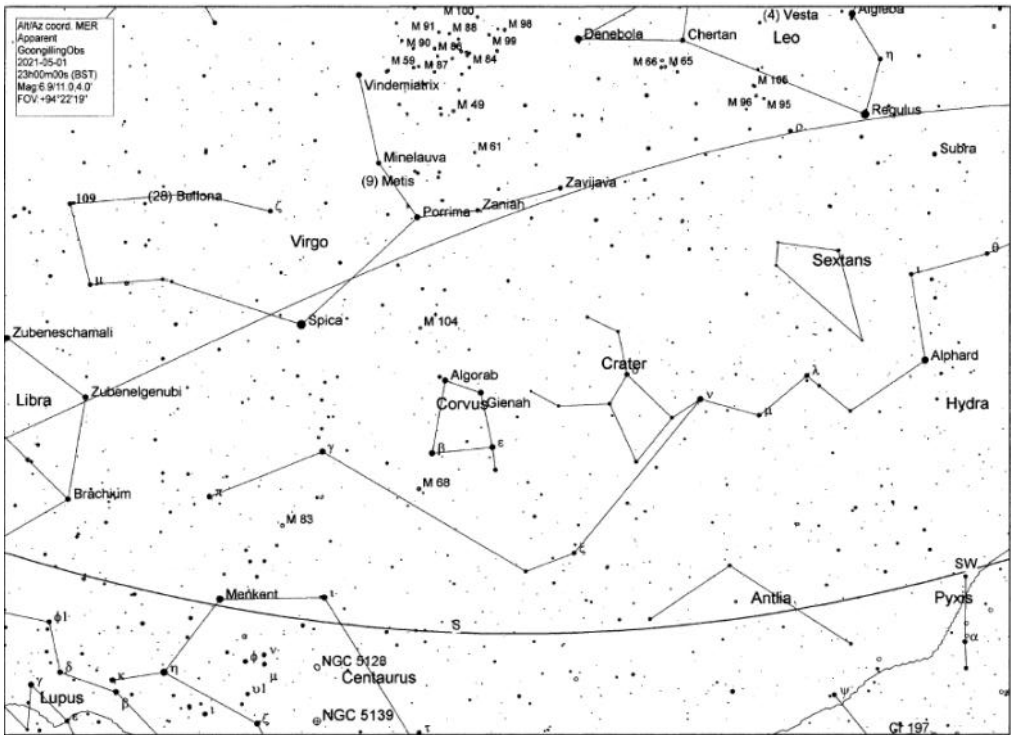 Alt/Az coord. MER
Apparent
GoongillingObs
2021-05-01
23h00m00s (BST)
Mag:6.9/11.0,4.0'
FOV:+94°22'19"
M 100
M 91
M 88
M 98
M 90
M 86
M 99
M 59
M 87
M 84
M 49
M 61
Vindemiatrix
Denebola
Chertan
(4) Vesta
Algieba
Leo
η
M 66
M 65
M 105
M 96
M 95
Regulus
ρ
Subra
Minelauva
(9) Metis
Zavijava
Zaniah
Porrima
109
(28) Bellona
ζ
Virgo
μ
Sextans
θ
ι
Spica
M 104
Zubeneschamali
Crater
δ
Alphard
λ
Algorab
Zubenelgenubi
Libra
Corvus
Gienah
ν
μ
Hydra
γ
β
ε
π
M 68
Brachium
M 83
ξ
SW
Menkent
ι
Antlia
Pyxis
S
φ1
α
φ
ν
NGC 5128
δ
κ
η
μ
Centaurus
γ
Lupus
β
υ1
ψ
ε
ι
ζ
NGC 5139
τ
Cr 197